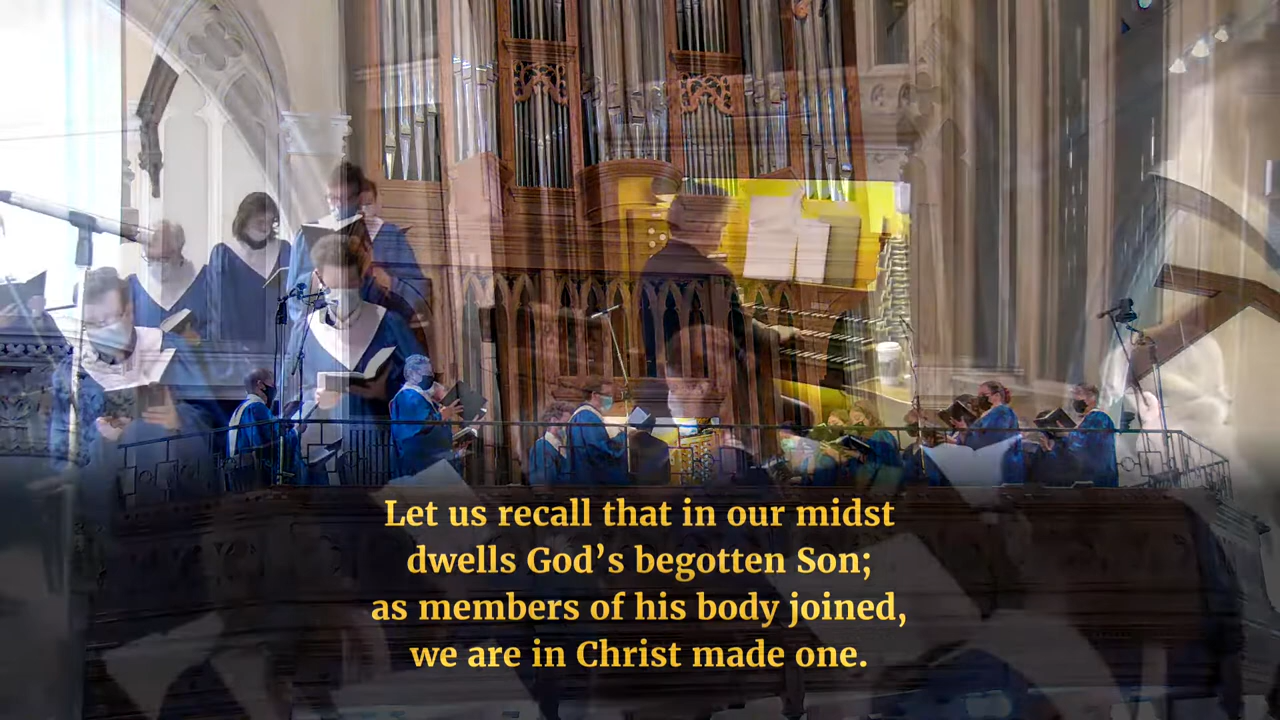 Let us recall that in our midst
dwells God's begotten Son;
as members of his body joined,
we are in Christ made one.